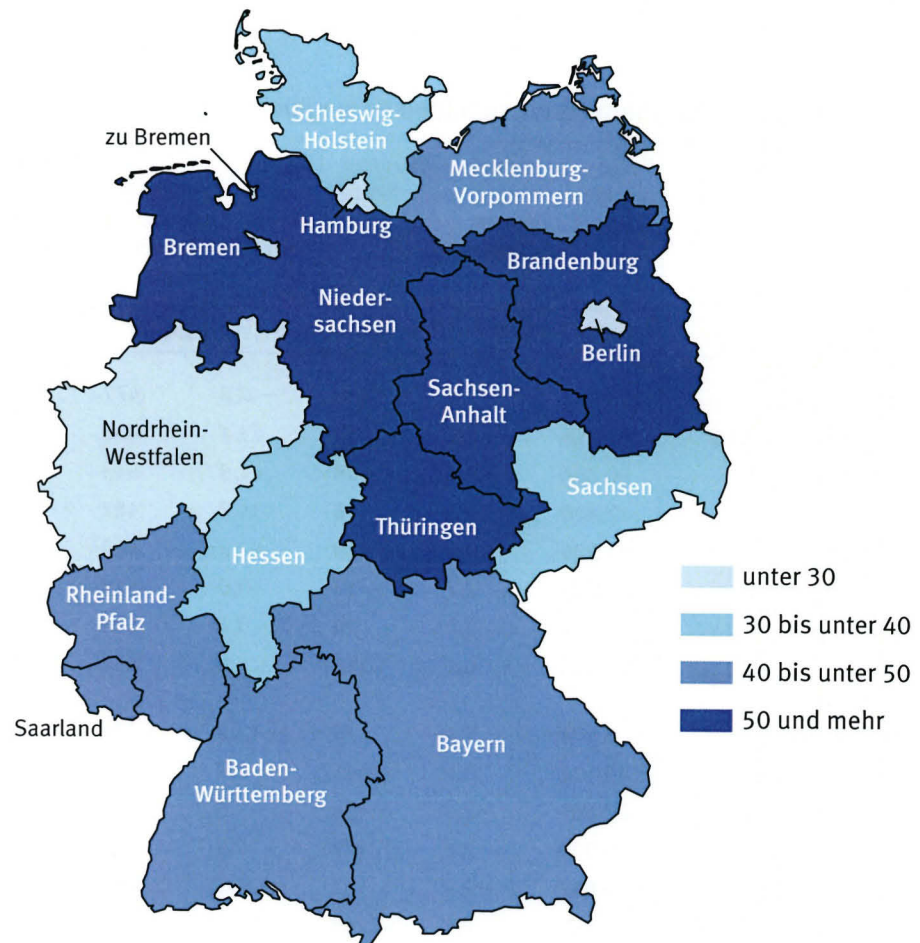 Schleswig-
Holstein
zu Bremen
Mecklenburg-
Vorpommern
Hamburg
Bremen
Brandenburg
Nieder-
sachsen
Berlin
Sachsen-
Anhalt
Nordrhein-
Westfalen
Sachsen
Thüringen
Hessen
Rheinland-
Pfalz
Saarland
Bayern
Baden-
Württemberg
unter 30
30 bis unter 40
40 bis unter 50
50 und mehr